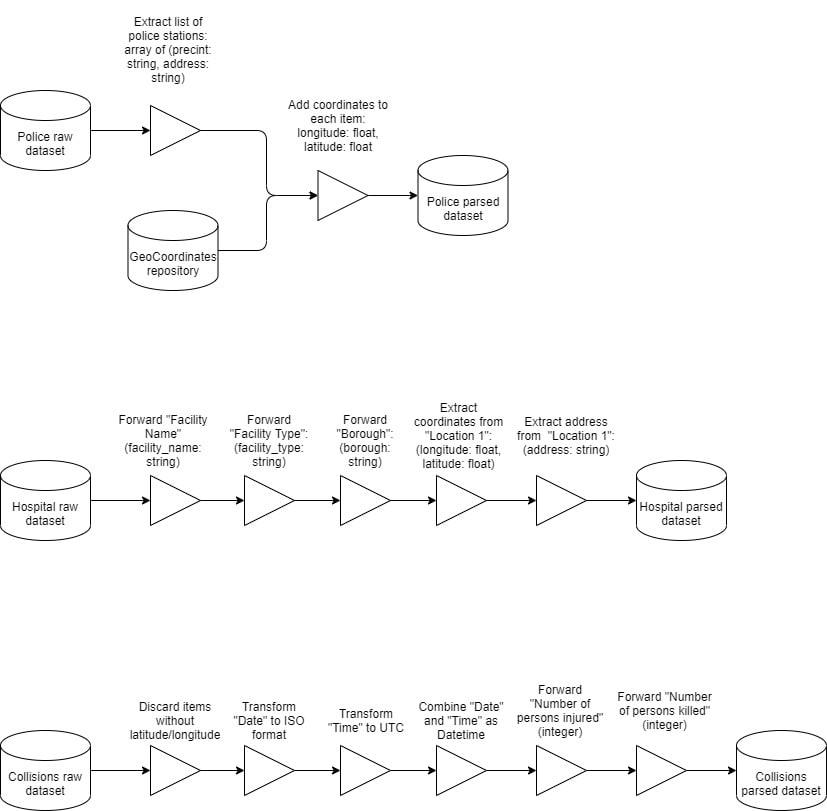 Extract list of
police stations:
array of (precint:
string, address:
string)
Police raw
dataset
Add coordinates to
each item:
longitude: float,
latitude: float
Police parsed
dataset
GeoCoordinates
repository
Forward "Facility
Name"
(facility_name:
string)
Forward
"Facility Type":
(facility_type:
string)
Forward
"Borough":
(borough:
string)
Extract
coordinates from
"Location 1":
(longitude: float,
latitude: float)
Extract address
from "Location 1":
(address: string)
Hospital raw
dataset
Hospital parsed
dataset
Discard items
without
latitude/longitude
Transform
"Date" to ISO
format
Transform
"Time" to UTC
Combine "Date"
and "Time" as
Datetime
Forward
"Number of
persons injured"
(integer)
Forward "Number
of persons killed"
(integer)
Collisions raw
dataset
Collisions
parsed dataset